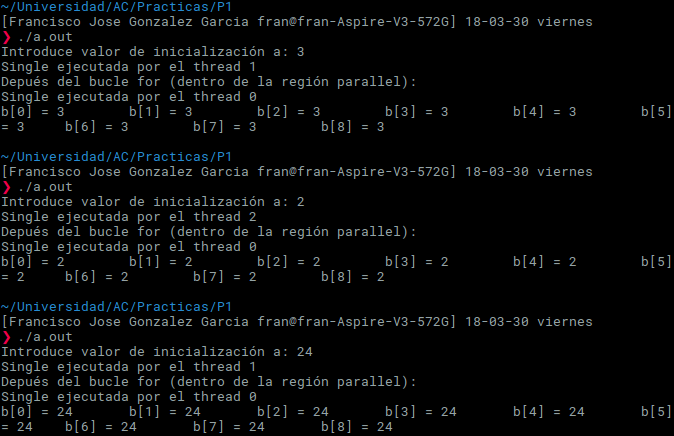 ~/Universidad/AC/Practicas/P1
[Francisco Jose Gonzalez Garcia fran@fran-Aspire-V3-572G] 18-03-30 viernes
❯ ./a.out
Introduce valor de inicialización a: 3
Single ejecutada por el thread 1
Depués del bucle for (dentro de la región parallel):
Single ejecutada por el thread 0
b[0] = 3        b[1] = 3        b[2] = 3        b[3] = 3        b[4] = 3        b[5]
= 3     b[6] = 3        b[7] = 3        b[8] = 3
~/Universidad/AC/Practicas/P1
[Francisco Jose Gonzalez Garcia fran@fran-Aspire-V3-572G] 18-03-30 viernes
❯ ./a.out
Introduce valor de inicialización a: 2
Single ejecutada por el thread 2
Depués del bucle for (dentro de la región parallel):
Single ejecutada por el thread 0
b[0] = 2        b[1] = 2        b[2] = 2        b[3] = 2        b[4] = 2        b[5]
= 2     b[6] = 2        b[7] = 2        b[8] = 2
~/Universidad/AC/Practicas/P1
[Francisco Jose Gonzalez Garcia fran@fran-Aspire-V3-572G] 18-03-30 viernes
❯ ./a.out
Introduce valor de inicialización a: 24
Single ejecutada por el thread 1
Depués del bucle for (dentro de la región parallel):
Single ejecutada por el thread 0
b[0] = 24       b[1] = 24       b[2] = 24       b[3] = 24       b[4] = 24       b[5]
= 24    b[6] = 24       b[7] = 24       b[8] = 24